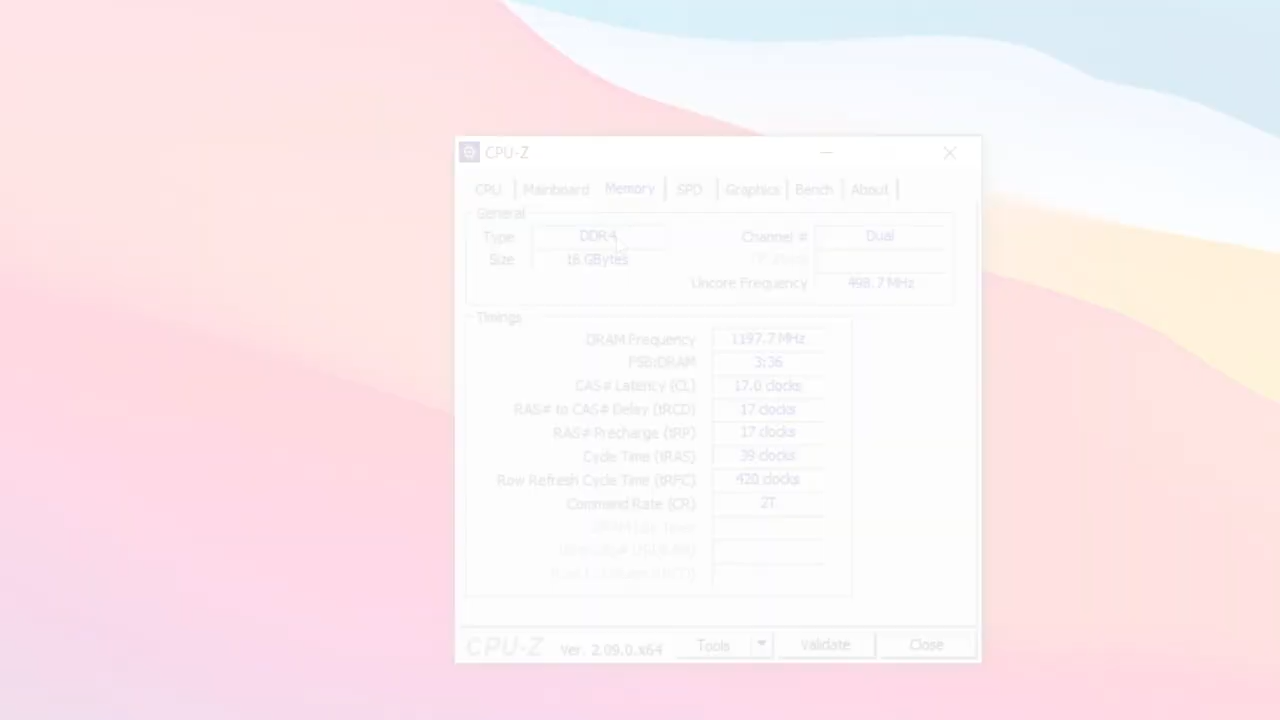 CPU-Z
CPU Mainboard Memory SPD Graphics Bench About
General
Type DDR4 Channel # Dual
Size 16 GBytes
Uncore Frequency 498.7 MHz
Timings
DRAM Frequency 1197.7 MHz
FSB:DRAM 3:36
CAS# Latency (CL) 17.0 clocks
RAS# to CAS# Delay (tRCD) 17 clocks
RAS# Precharge (tRP) 17 clocks
Cycle Time (tRAS) 39 clocks
Row Refresh Cycle Time (tRFC) 420 clocks
Command Rate (CR) 2T
CPU-Z Ver. 2.09.0.x64 Tools Validate Close